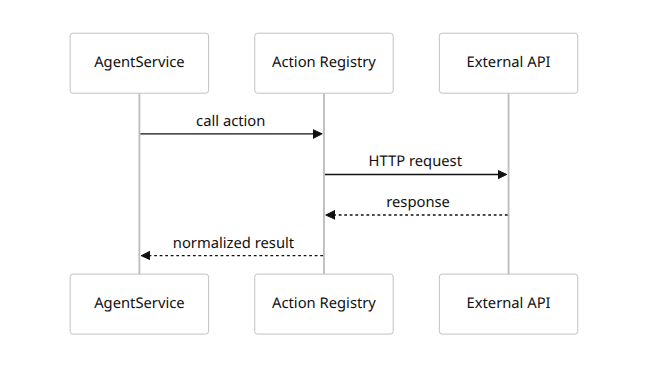 AgentService
Action Registry
External API
call action
HTTP request
response
normalized result
AgentService
Action Registry
External API